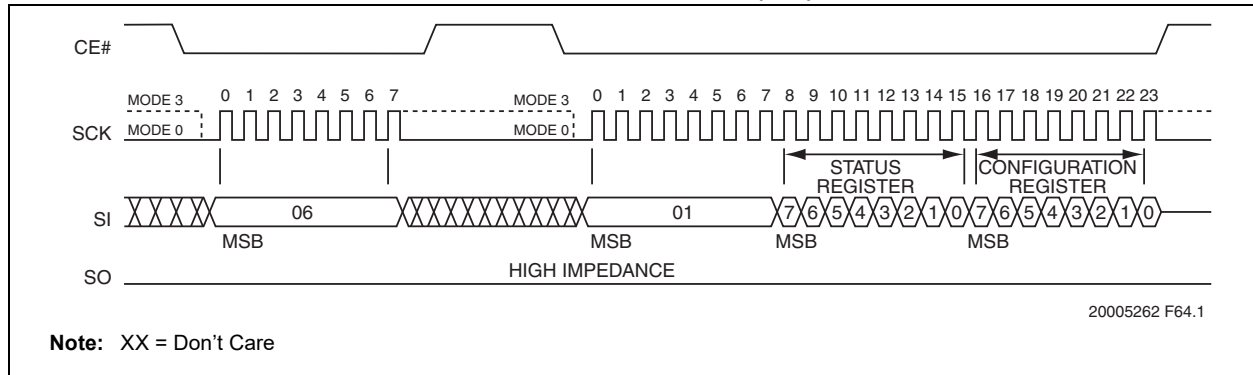 CE#
MODE 3 0 1 2 3 4 5 6 7 MODE 3 0 1 2 3 4 5 6 7 8 9 10 11 12 13 14 15 16 17 18 19 20 21 22 23
SCK MODE 0 MODE 0
STATUS REGISTER CONFIGURATION REGISTER
SI 06 01 7 6 5 4 3 2 1 0 7 6 5 4 3 2 1 0
MSB MSB MSB MSB
HIGH IMPEDANCE
SO
20005262 F64.1
Note: XX = Don't Care